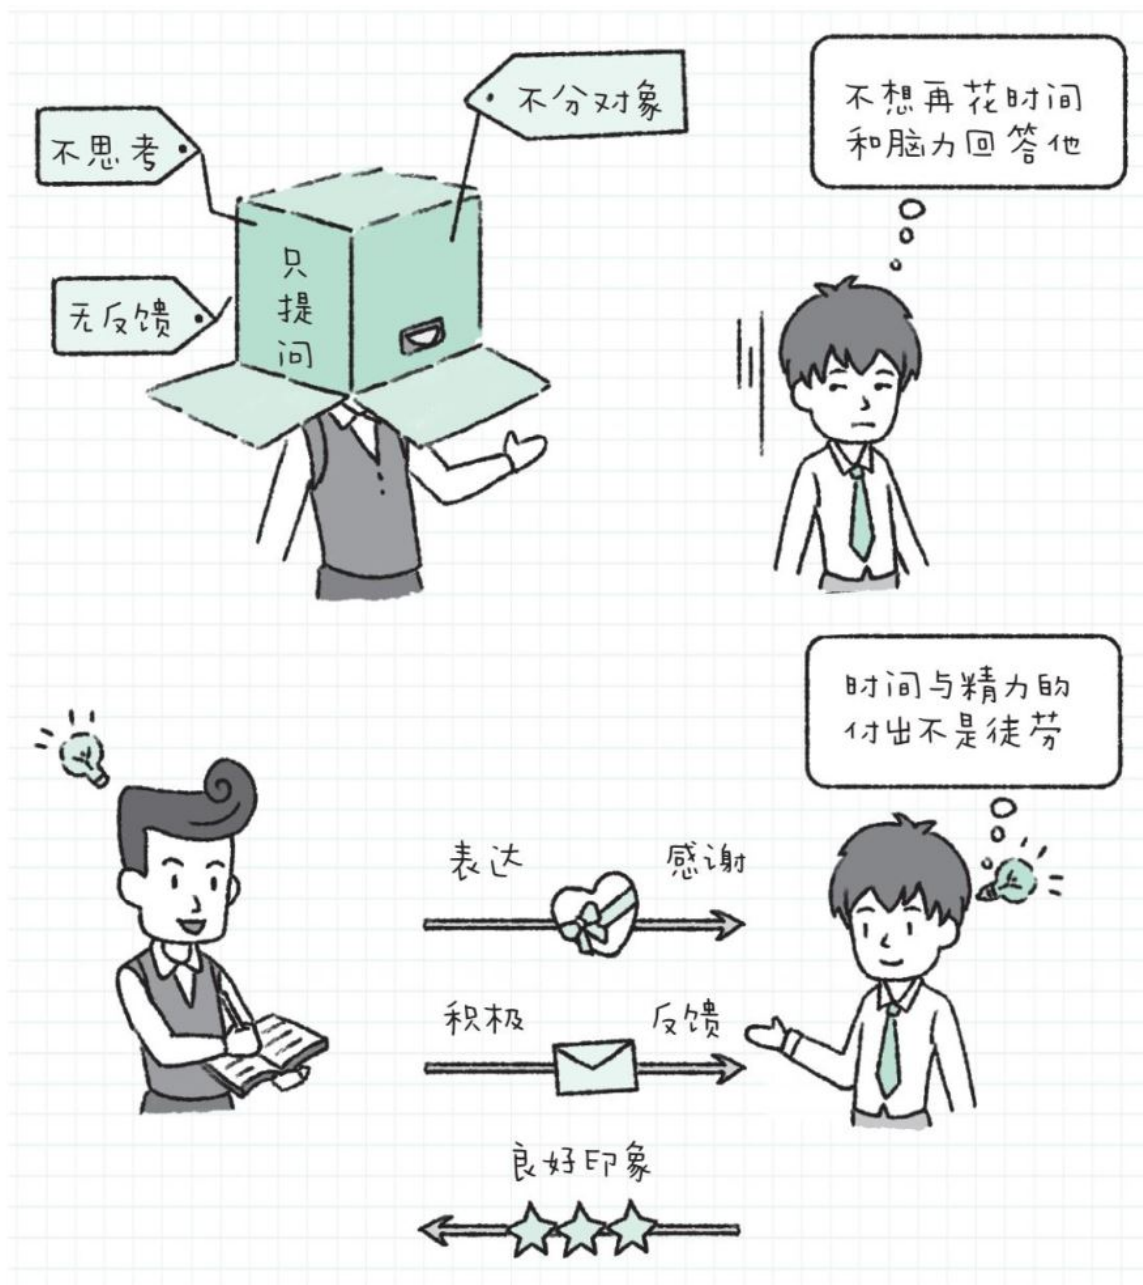 不分对象
不思考
无反馈
只提问
不想再花时间
和脑力回答他
时间与精力的
付出不是徒劳
表达 感谢
积极 反馈
良好印象